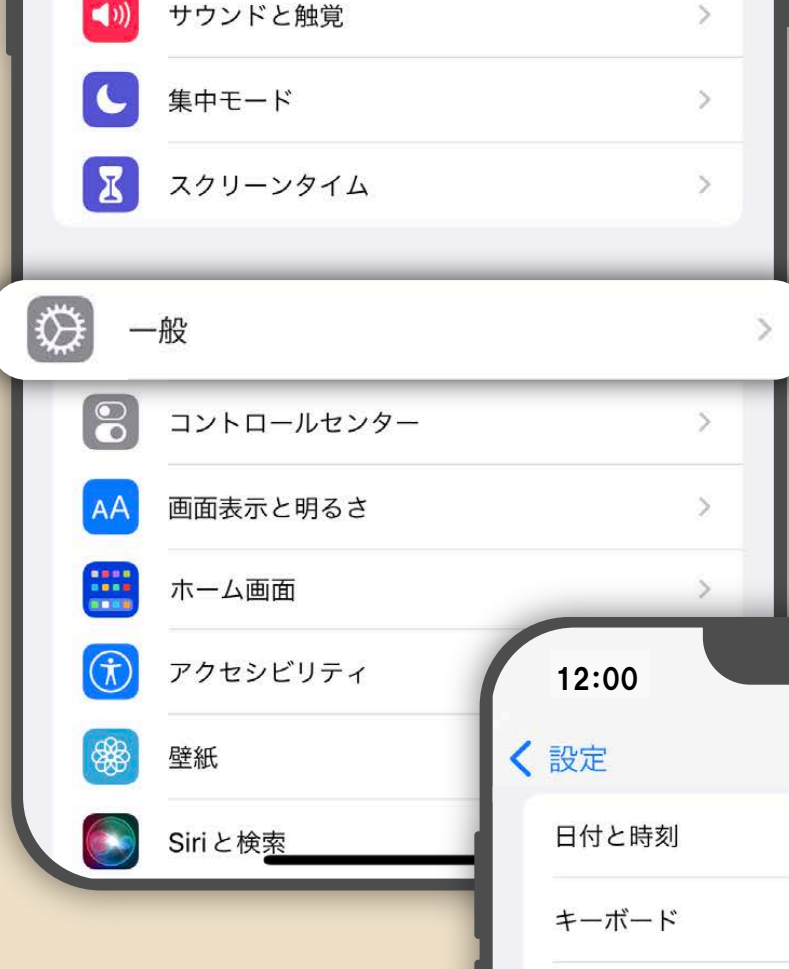 サウンドと触覚
集中モード
スクリーンタイム
一般
コントロールセンター
AA
画面表示と明るさ
ホーム画面
アクセシビリティ
壁紙
Siriと検索
12:00
設定
日付と時刻
キーボード